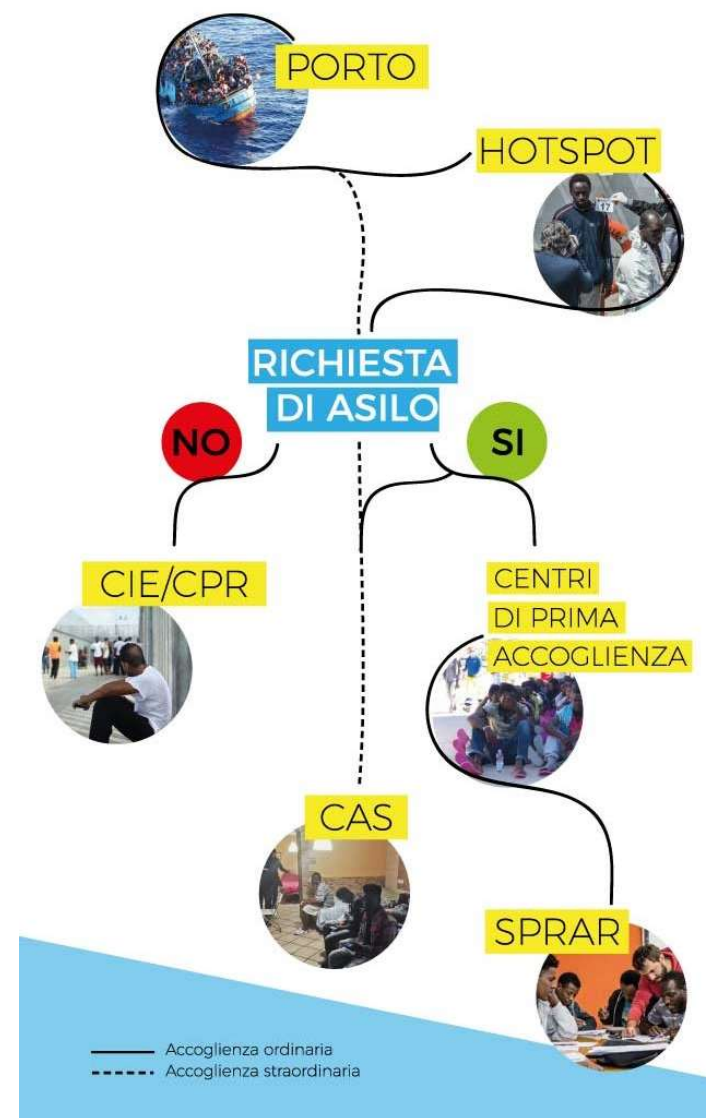 PORTO
HOTSPOT
RICHIESTA
DI ASILO
NO
SI
CIE/CPR
CENTRI
DI PRIMA
ACCOGLIENZA
CAS
SPRAR
Accoglienza ordinaria
Accoglienza straordinaria